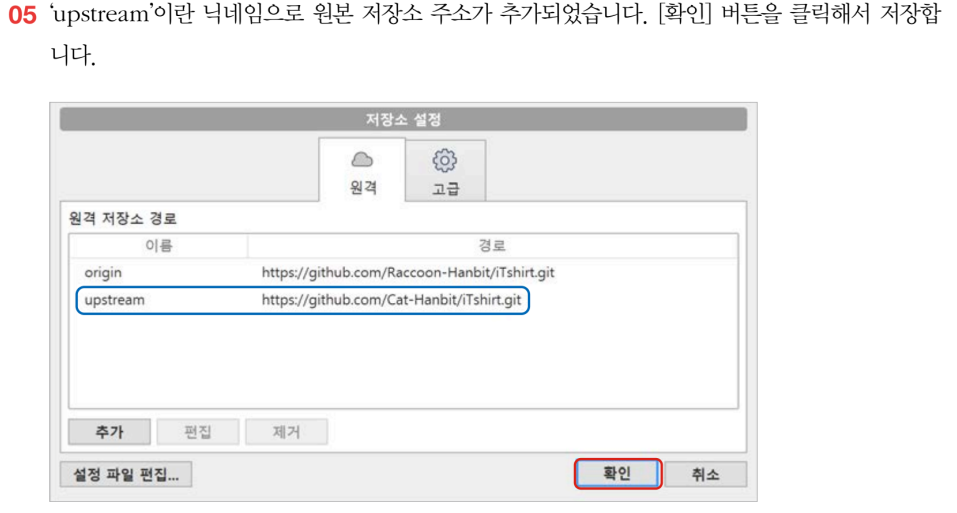 05 ‘upstream’이란 닉네임으로 원본 저장소 주소가 추가되었습니다. [확인] 버튼을 클릭해서 저장합
니다.
저장소 설정
원격
고급
원격 저장소 경로
이름 경로
origin https://github.com/Raccoon-Hanbit/iTshirt.git
upstream https://github.com/Cat-Hanbit/iTshirt.git
추가 편집 제거
설정 파일 편집... 확인 취소